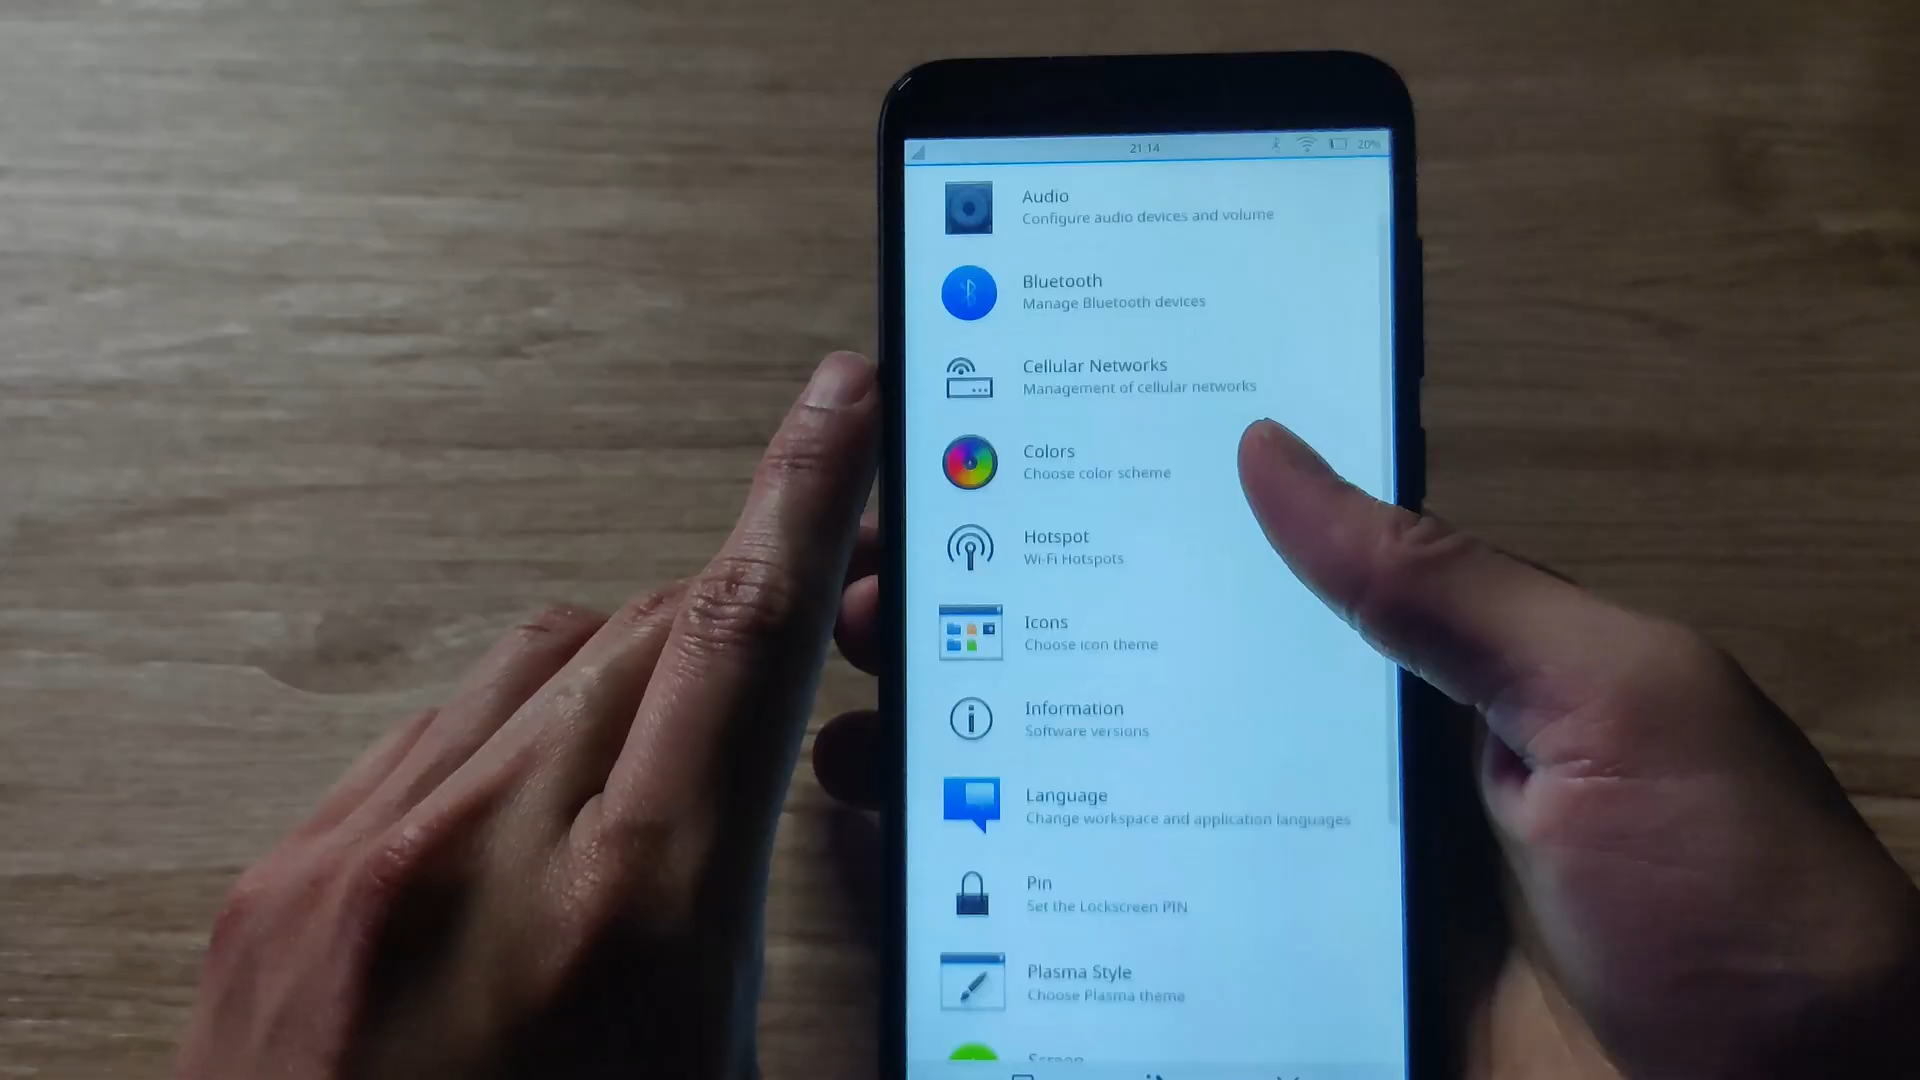 21:14
20%
Audio
Configure audio devices and volume
Bluetooth
Manage Bluetooth devices
Cellular Networks
Management of cellular networks
Colors
Choose color scheme
Hotspot
Wi-Fi Hotspots
Icons
Choose icon theme
Information
Software versions
Language
Change workspace and application languages
Pin
Set the Lockscreen PIN
Plasma Style
Choose Plasma theme
Screen